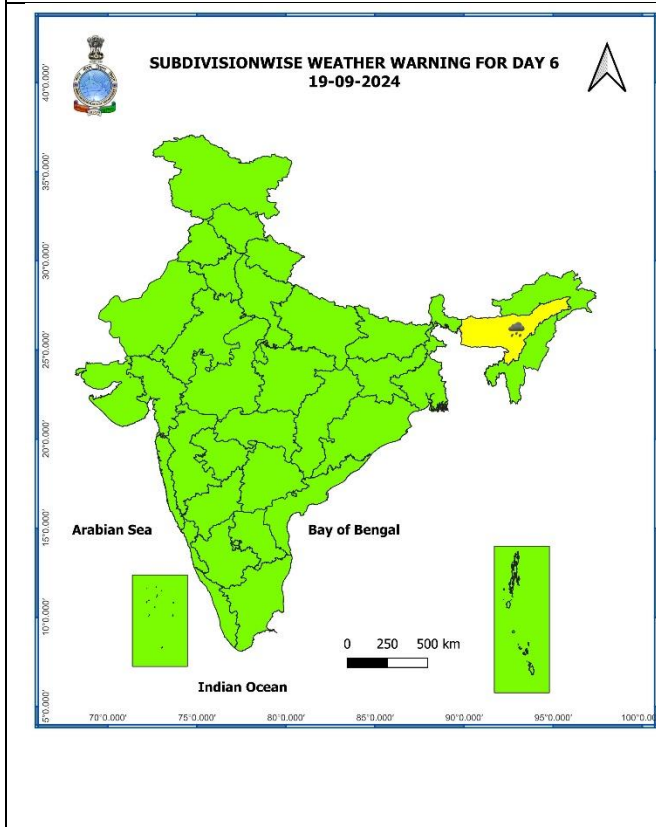 SUBDIVISIONWISE WEATHER WARNING FOR DAY 6
19-09-2024
40°0.000'
35°0.000'
30°0.000'
25°0.000'
20°0.000'
15°0.000'
10°0.000'
5°0.000'
Arabian Sea
Bay of Bengal
0 250 500 km
Indian Ocean
70°0.000' 75°0.000' 80°0.000' 85°0.000' 90°0.000' 95°0.000'